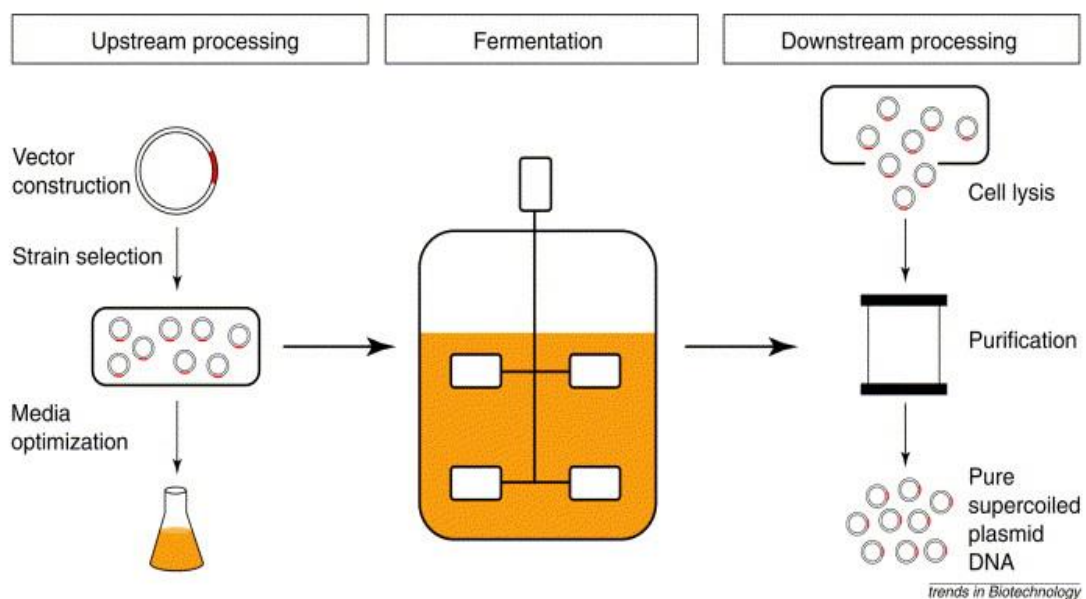 Upstream processing
Fermentation
Downstream processing
Vector
construction
Strain selection
Media
optimization
Cell lysis
Purification
Pure
supercoiled
plasmid
DNA
trends in Biotechnology